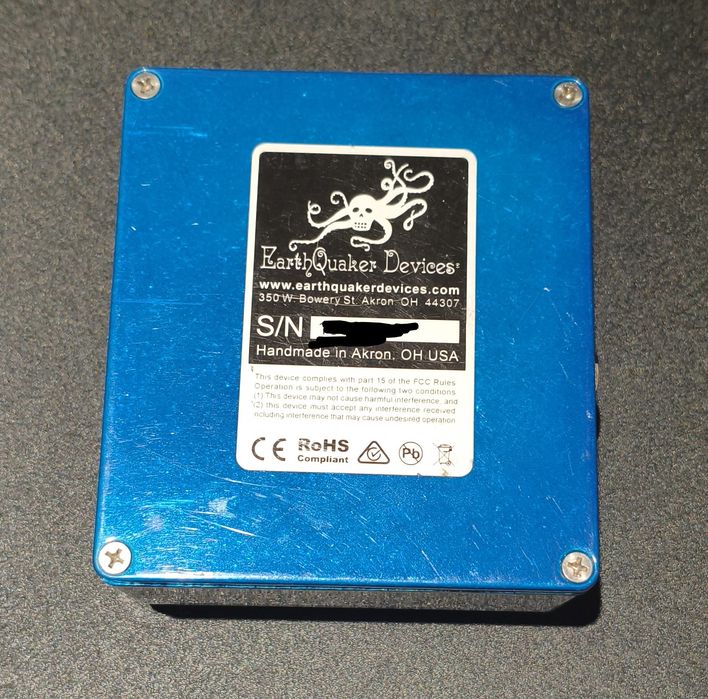 EarthQuaker Devices
www.earthquakerdevices.com
350 W. Bowery St. Akron OH 44307
S/N
Handmade in Akron, OH USA
This device complies with part 15 of the FCC Rules
Operation is subject to the following two conditions
(1) This device may not cause harmful interference, and
(2) this device must accept any interference received
including interference that may cause undesired operation
CE RoHS Pb
Compliant